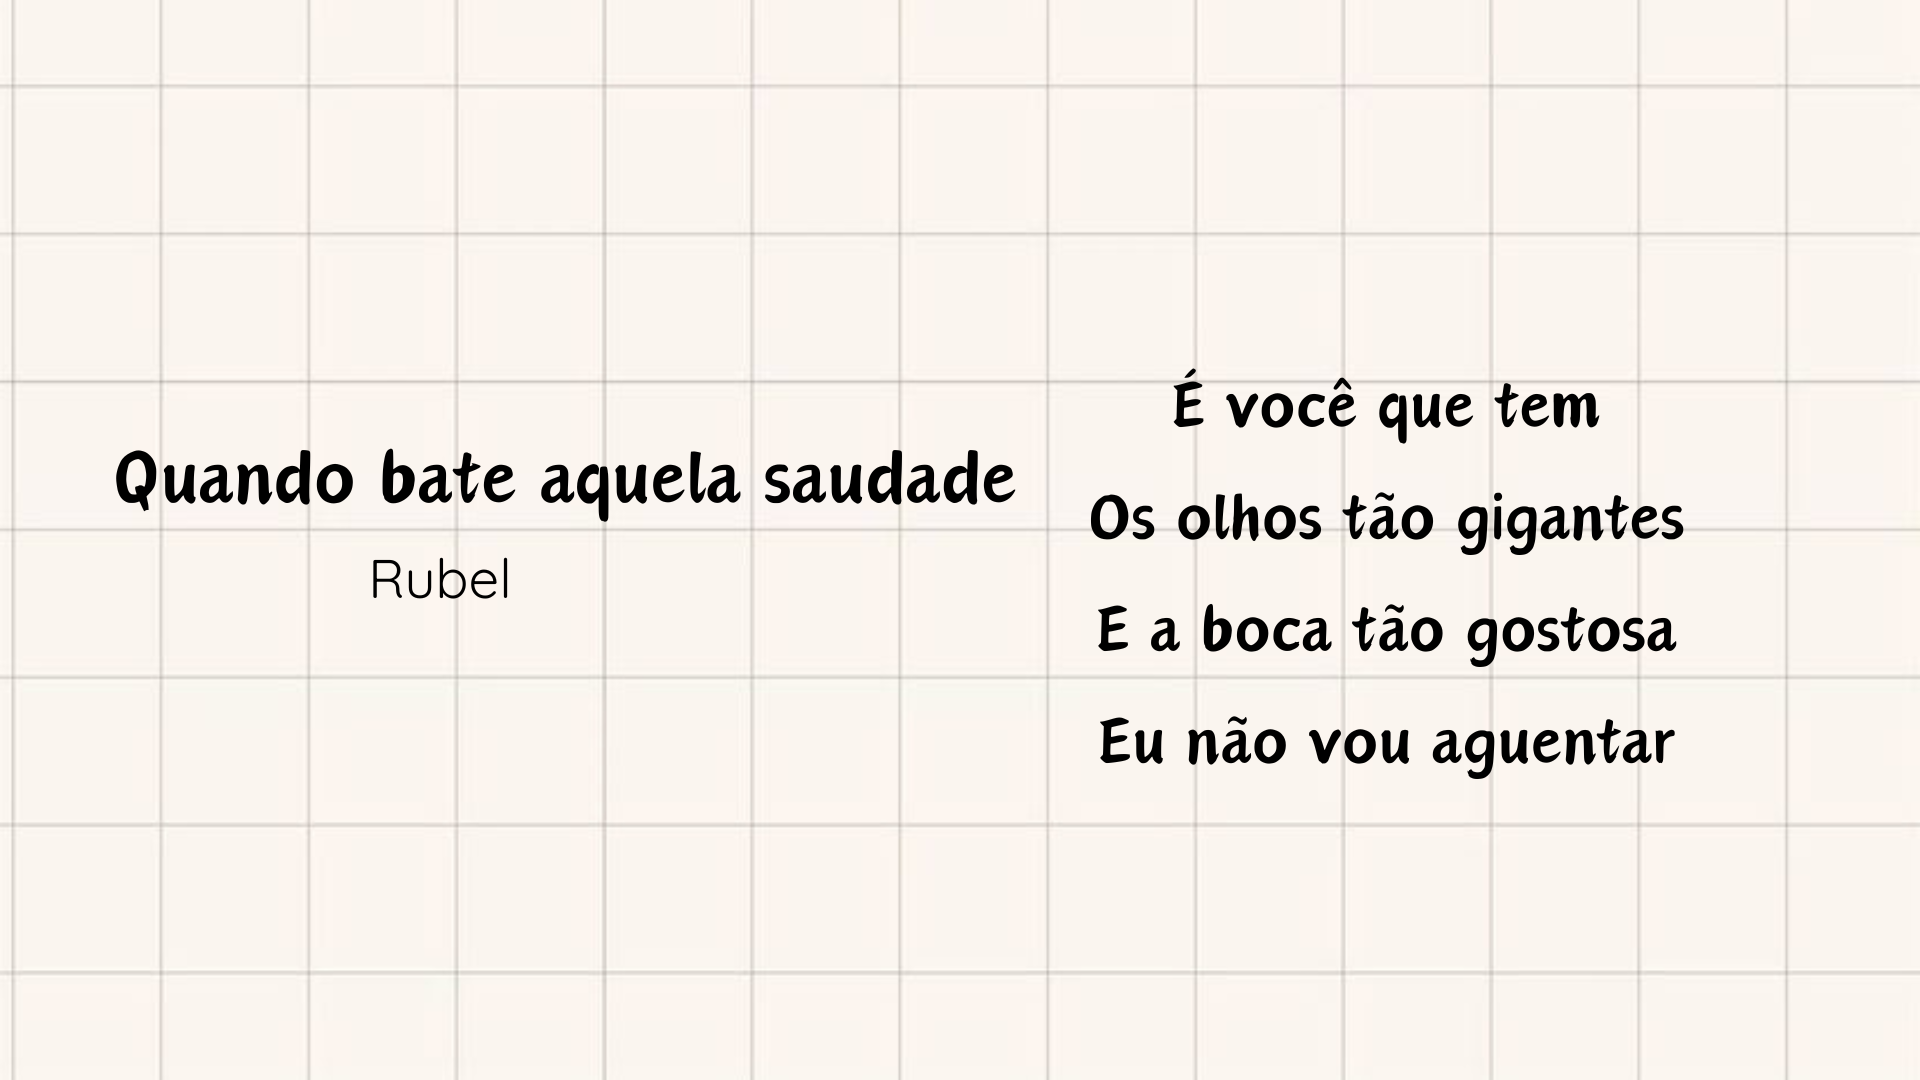 Quando bate aquela saudade
Rubel
É você que tem
Os olhos tão gigantes
E a boca tão gostosa
Eu não vou aguentar